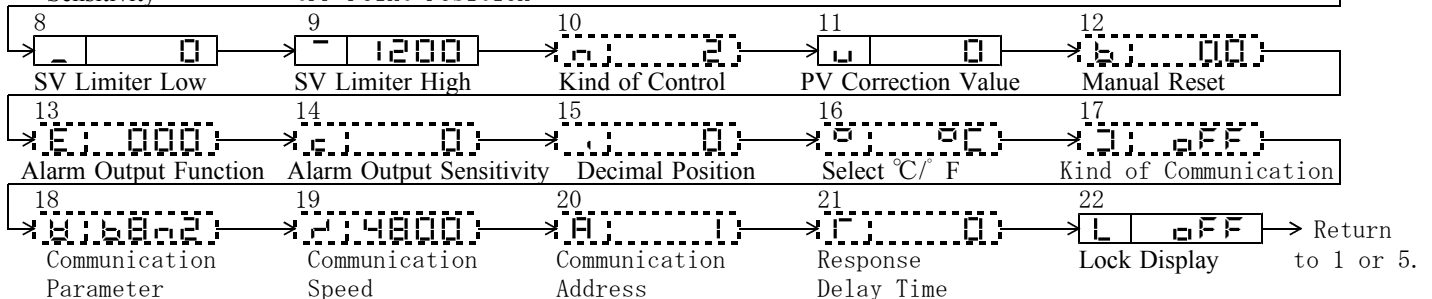 Sensitivity Point Position
8 9 10 11 12
_ 0 ¯ 1200 n 2 u 0 b 0.0
SV Limiter Low SV Limiter High Kind of Control PV Correction Value Manual Reset
13 14 15 16 17
E 000 c 0 0. °C oFF
Alarm Output Function Alarm Output Sensitivity Decimal Position Select ℃/° F Kind of Communication
18 19 20 21 22
b8n2 4800 A 1 0 L oFF Return
Communication Communication Communication Response Lock Display to 1 or 5.
Parameter Speed Address Delay Time